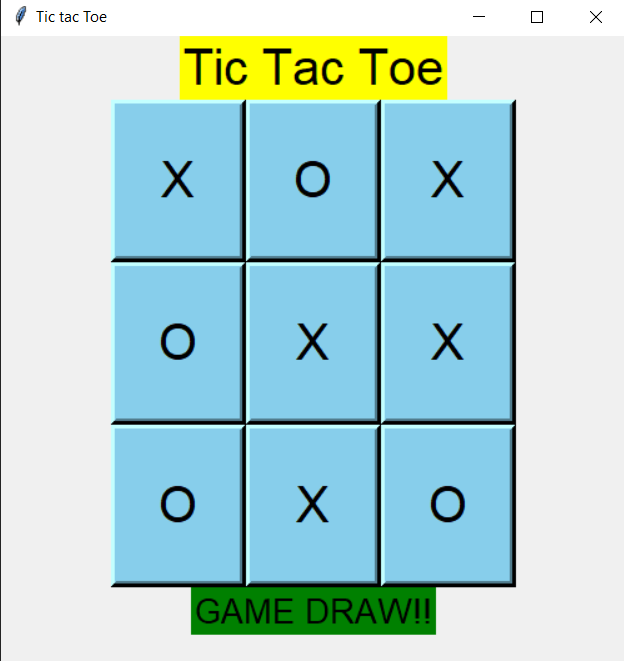 Tic tac Toe
Tic Tac Toe
X O X
O X X
O X O
GAME DRAW!!